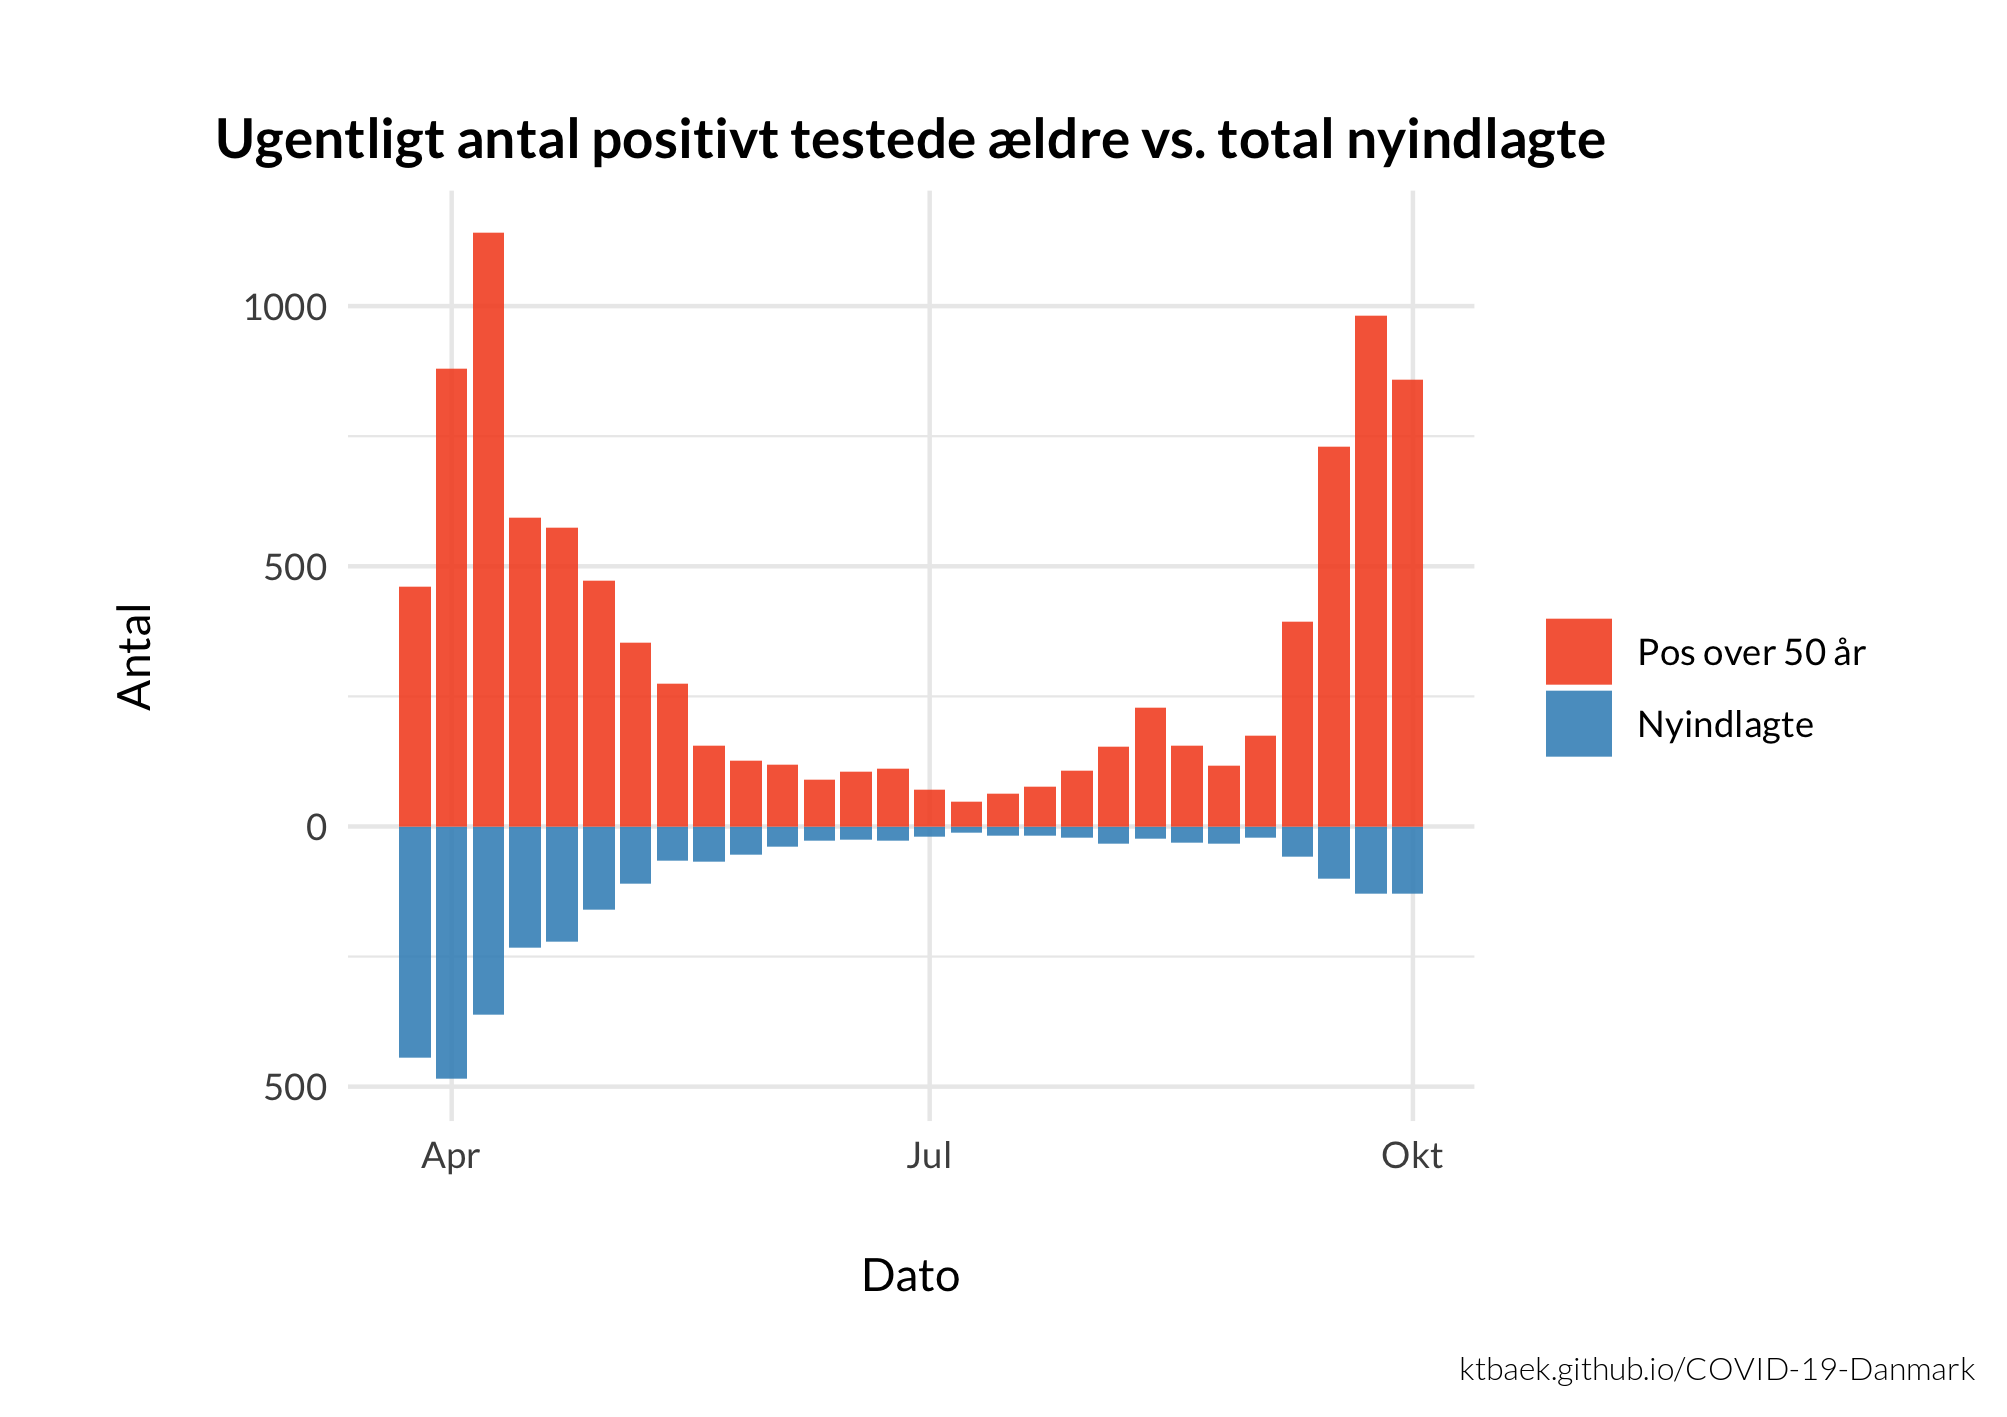 Ugentligt antal positivt testede ældre vs. total nyindlagte
1000
500
0
500
Antal
Apr
Jul
Okt
Dato
Pos over 50 år
Nyindlagte
ktbaek.github.io/COVID-19-Danmark